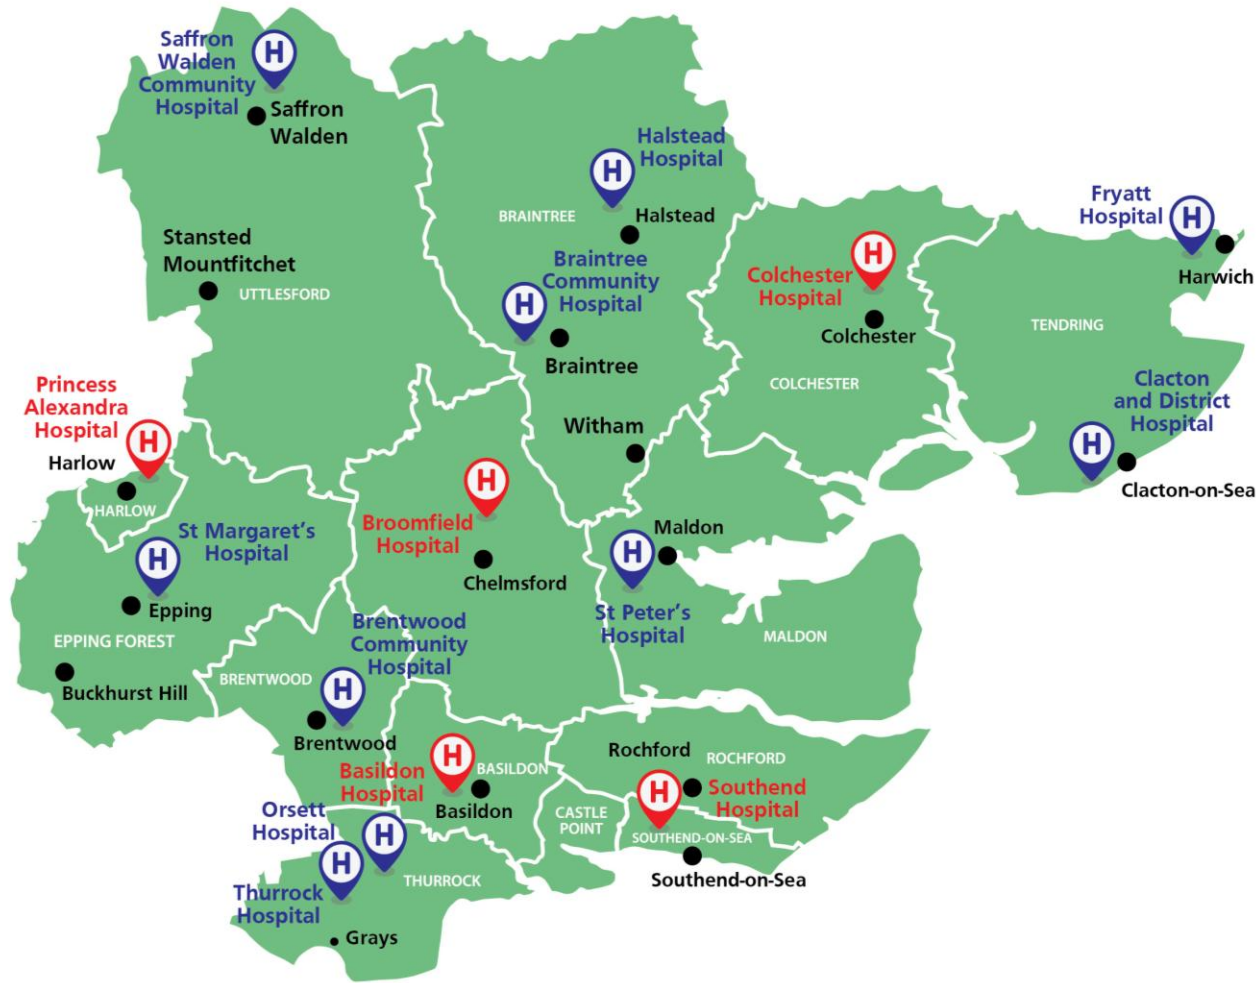 Saffron
Walden
Community
Hospital
H
Saffron
Walden
Halstead
Hospital
H
BRAINTREE
Halstead
Fryatt
Hospital
H
Harwich
Stansted
Mountfitchet
UTTLESFORD
Braintree
Community
Hospital
H
Braintree
Colchester
Hospital
H
Colchester
COLCHESTER
TENDRING
Clacton
and District
Hospital
H
Clacton-on-Sea
Princess
Alexandra
Hospital
H
Harlow
HARLOW
Witham
St Margaret's
Hospital
H
Epping
EPPING FOREST
Buckhurst Hill
Broomfield
Hospital
H
Chelmsford
Maldon
H
St Peter's
Hospital
MALDON
Brentwood
Community
Hospital
H
BRENTWOOD
Brentwood
Basildon
Hospital
H
BASILDON
Basildon
Rochford
ROCHFORD
Southend
Hospital
H
CASTLE
POINT
SOUTHEND-ON-SEA
Southend-on-Sea
Orsett
Hospital
H
THURROCK
Thurrock
Hospital
H
Grays